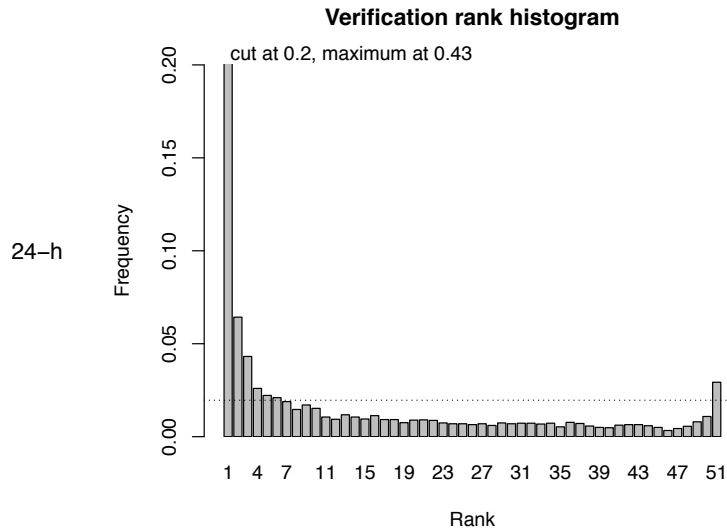 Verification rank histogram
cut at 0.2, maximum at 0.43
24−h
Frequency
0.20
0.15
0.10
0.05
0.00
1 4 7 11 15 19 23 27 31 35 39 43 47 51
Rank